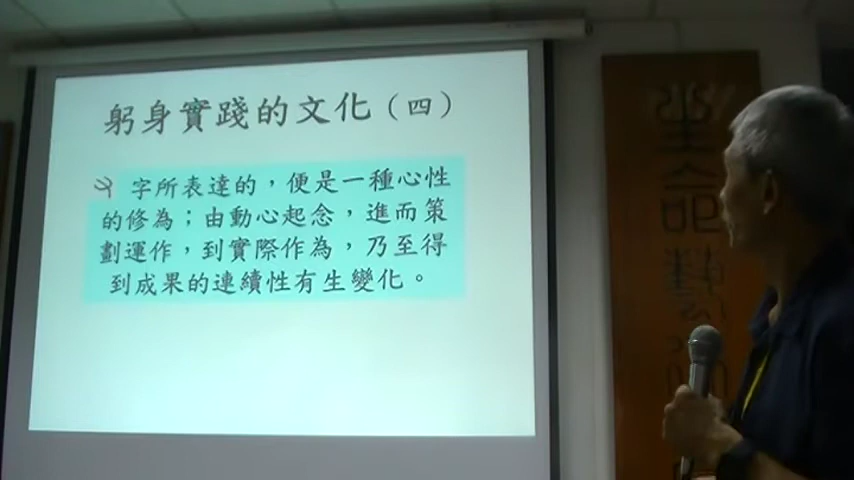 躬身實踐的文化(四)
字所表達的，便是一種心性
的修為；由動心起念，進而策
劃運作，到實際作為，乃至得
到成果的連續性有生變化。